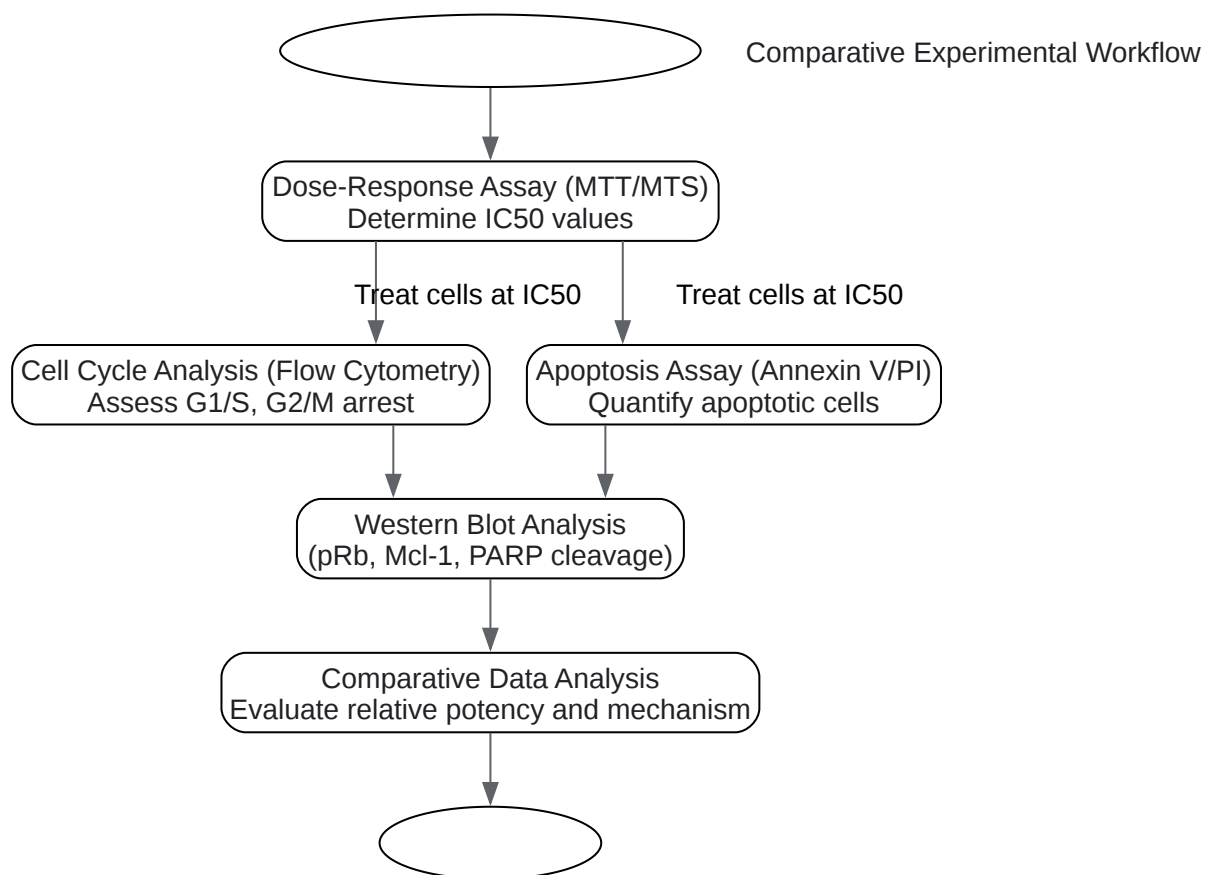 Comparative Experimental Workflow
Dose-Response Assay (MTT/MTS)
Determine IC50 values
Treat cells at IC50
Treat cells at IC50
Cell Cycle Analysis (Flow Cytometry)
Assess G1/S, G2/M arrest
Apoptosis Assay (Annexin V/PI)
Quantify apoptotic cells
Western Blot Analysis
(pRb, Mcl-1, PARP cleavage)
Comparative Data Analysis
Evaluate relative potency and mechanism